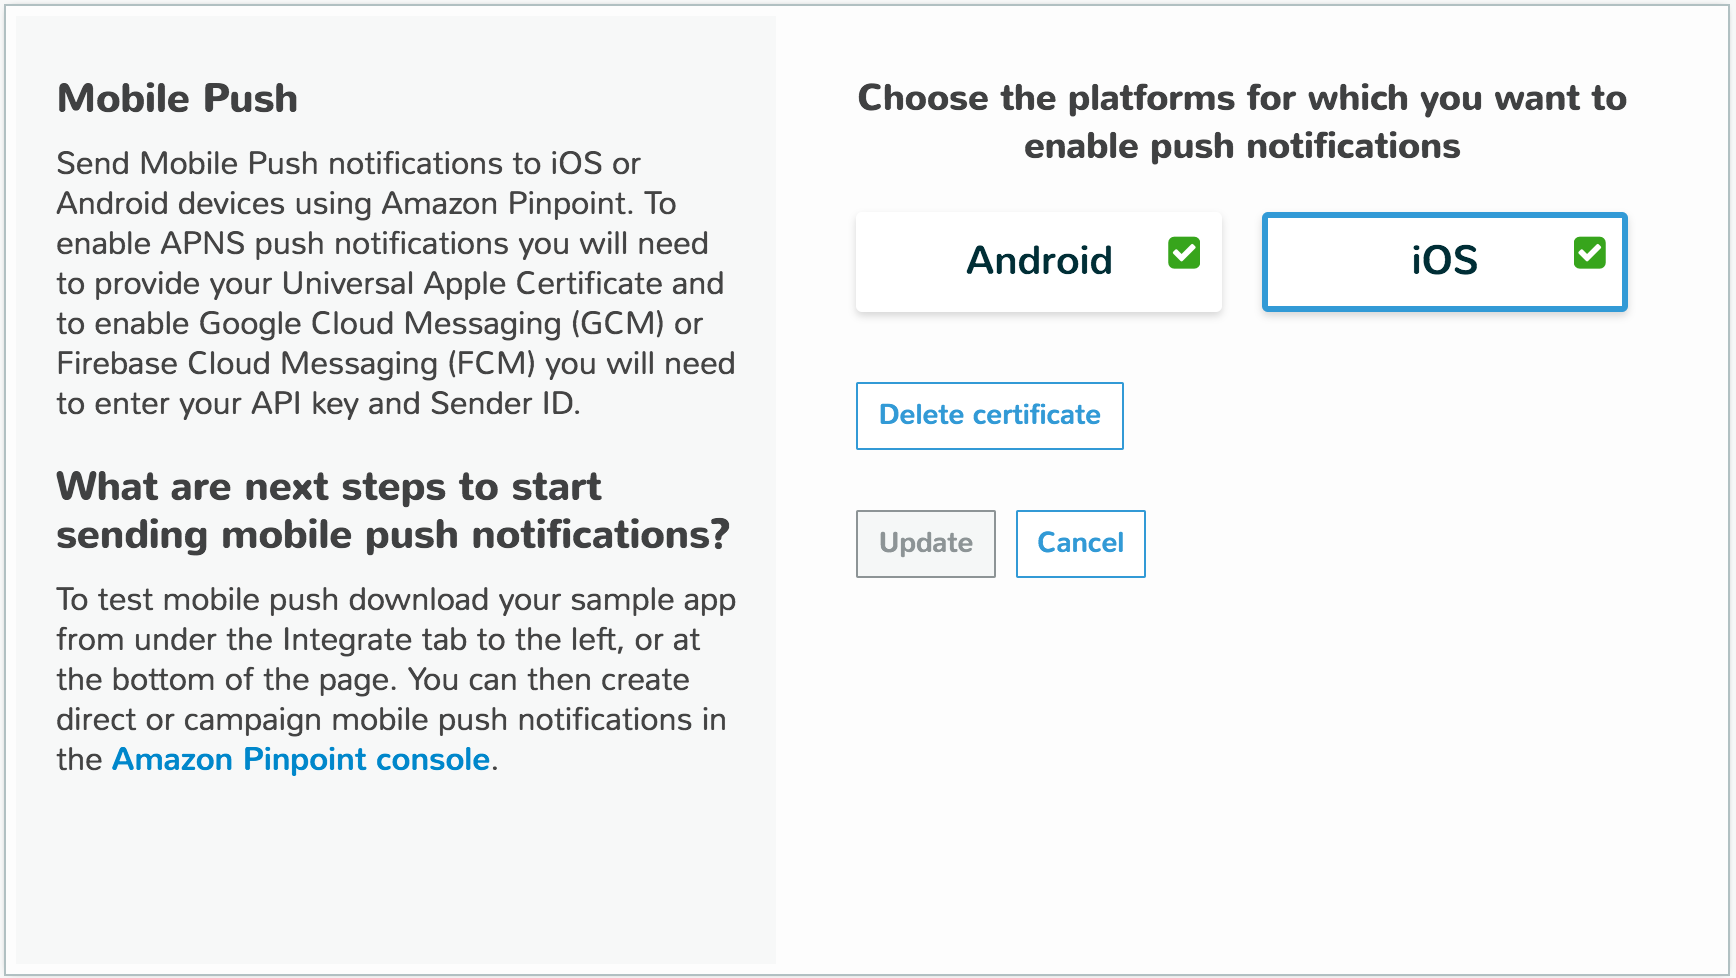 Mobile Push
Send Mobile Push notifications to iOS or
Android devices using Amazon Pinpoint. To
enable APNS push notifications you will need
to provide your Universal Apple Certificate and
to enable Google Cloud Messaging (GCM) or
Firebase Cloud Messaging (FCM) you will need
to enter your API key and Sender ID.
What are next steps to start
sending mobile push notifications?
To test mobile push download your sample app
from under the Integrate tab to the left, or at
the bottom of the page. You can then create
direct or campaign mobile push notifications in
the Amazon Pinpoint console.
Choose the platforms for which you want to
enable push notifications
Android
iOS
Delete certificate
Update
Cancel